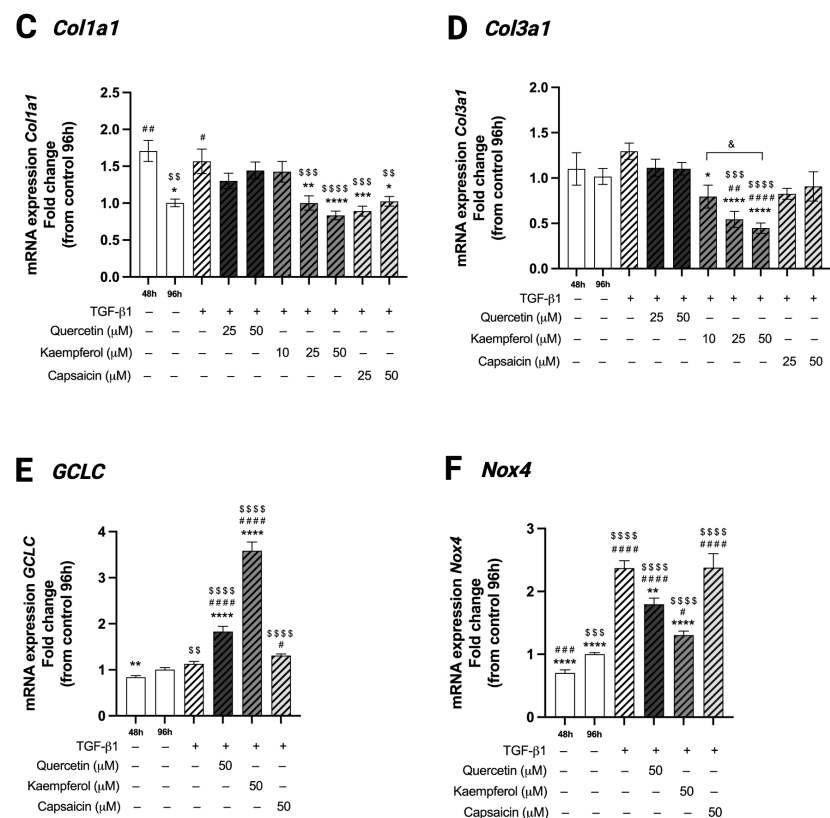 C Col1a1
mRNA expression Col1a1
Fold change
(from control 96h)
2.5
2.0
1.5
1.0
0.5
0.0
##
$$
*
#
$$$
**
$$$$
****
$$$
***
$$
*
48h 96h
TGF-β1 – – + + + + + + + +
Quercetin (μM) – – – 25 50 – – – – –
Kaempferol (μM) – – – – – 10 25 50 – –
Capsaicin (μM) – – – – – – – – 25 50
D Col3a1
mRNA expression Col3a1
Fold change
(from control 96h)
2.0
1.5
1.0
0.5
0.0
&
*
$$$
##
****
$$$$
####
****
48h 96h
TGF-β1 – – + + + + + + + +
Quercetin (μM) – – – 25 50 – – – – –
Kaempferol (μM) – – – – – 10 25 50 – –
Capsaicin (μM) – – – – – – – – 25 50
E GCLC
mRNA expression GCLC
Fold change
(from control 96h)
4
3
2
1
0
**
$$
$$$$
####
****
$$$$
####
****
$$$$
#
48h 96h
TGF-β1 – – + + + +
Quercetin (μM) – – – 50 – –
Kaempferol (μM) – – – – 50 –
Capsaicin (μM) – – – – – 50
F Nox4
mRNA expression Nox4
Fold change
(from control 96h)
3
2
1
0
###
****
$$$
****
$$$$
####
$$$$
####
**
$$$$
#
****
$$$$
####
48h 96h
TGF-β1 – – + + + +
Quercetin (μM) – – – 50 – –
Kaempferol (μM) – – – – 50 –
Capsaicin (μM) – – – – – 50